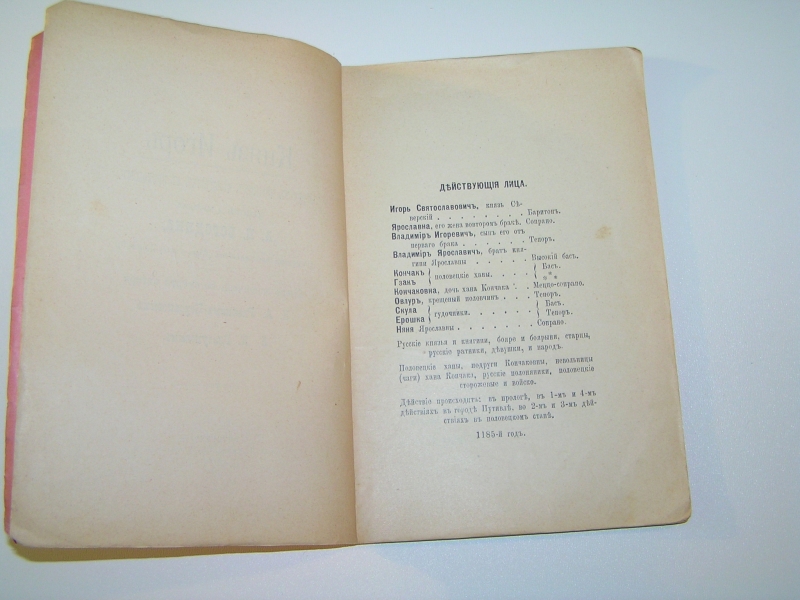 ДѢЙСТВУЮЩІЯ ЛИЦА.
Игорь Святославовичъ, князь Сѣ-
верскій . . . . . . . . Баритонъ.
Ярославна, его жена вовторомъ бракѣ. Сопрано.
Владиміръ Игоревичъ, сынъ его отъ
перваго брака . . . . . . Теноръ.
Владиміръ Ярославичъ, братъ кня-
гини Ярославны . . . . . Высокій басъ.
Кончакъ { половецкіе ханы. . . . { Басъ.
Гзакъ { * * *
Кончаковна, дочь хана Кончака . . Меццо-сопрано.
Овлуръ, крещеный половчинъ . . . Теноръ.
Скула { гудочники. . . . . . { Басъ.
Ерошка { Теноръ.
Няня Ярославны . . . . . . . Сопрано.
Русскіе князья и княгини, бояре и боярыни, старцы,
русскіе ратники, дѣвушки, и народъ.
Половецкіе ханы, подруги Кончаковны, невольницы
(чаги) хана Кончака, русскіе полоняники, половецкіе
сторожевые и войско.
Дѣйствіе происходитъ: въ прологѣ, въ 1-мъ и 4-мъ
дѣйствіяхъ въ городѣ Путивлѣ, во 2-мъ и 3-мъ дѣй-
ствіяхъ въ половецкомъ станѣ.
1185-й годъ.